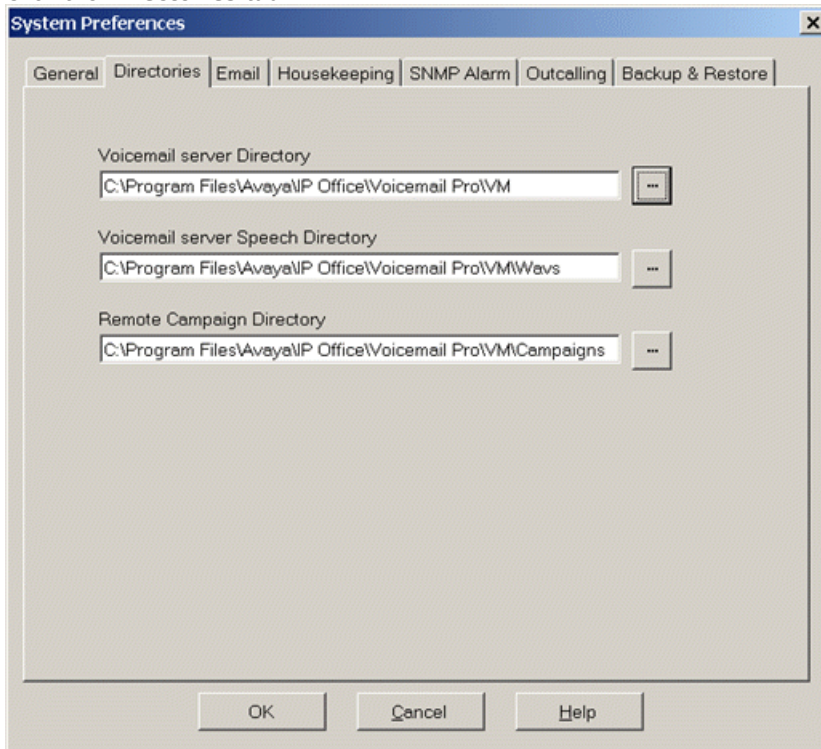 System Preferences
General Directories Email Housekeeping SNMP Alarm Outcalling Backup & Restore
Voicemail server Directory
C:\Program Files\Avaya\IP Office\Voicemail Pro\VM
...
Voicemail server Speech Directory
C:\Program Files\Avaya\IP Office\Voicemail Pro\VM\Wavs
...
Remote Campaign Directory
C:\Program Files\Avaya\IP Office\Voicemail Pro\VM\Campaigns
...
OK Cancel Help